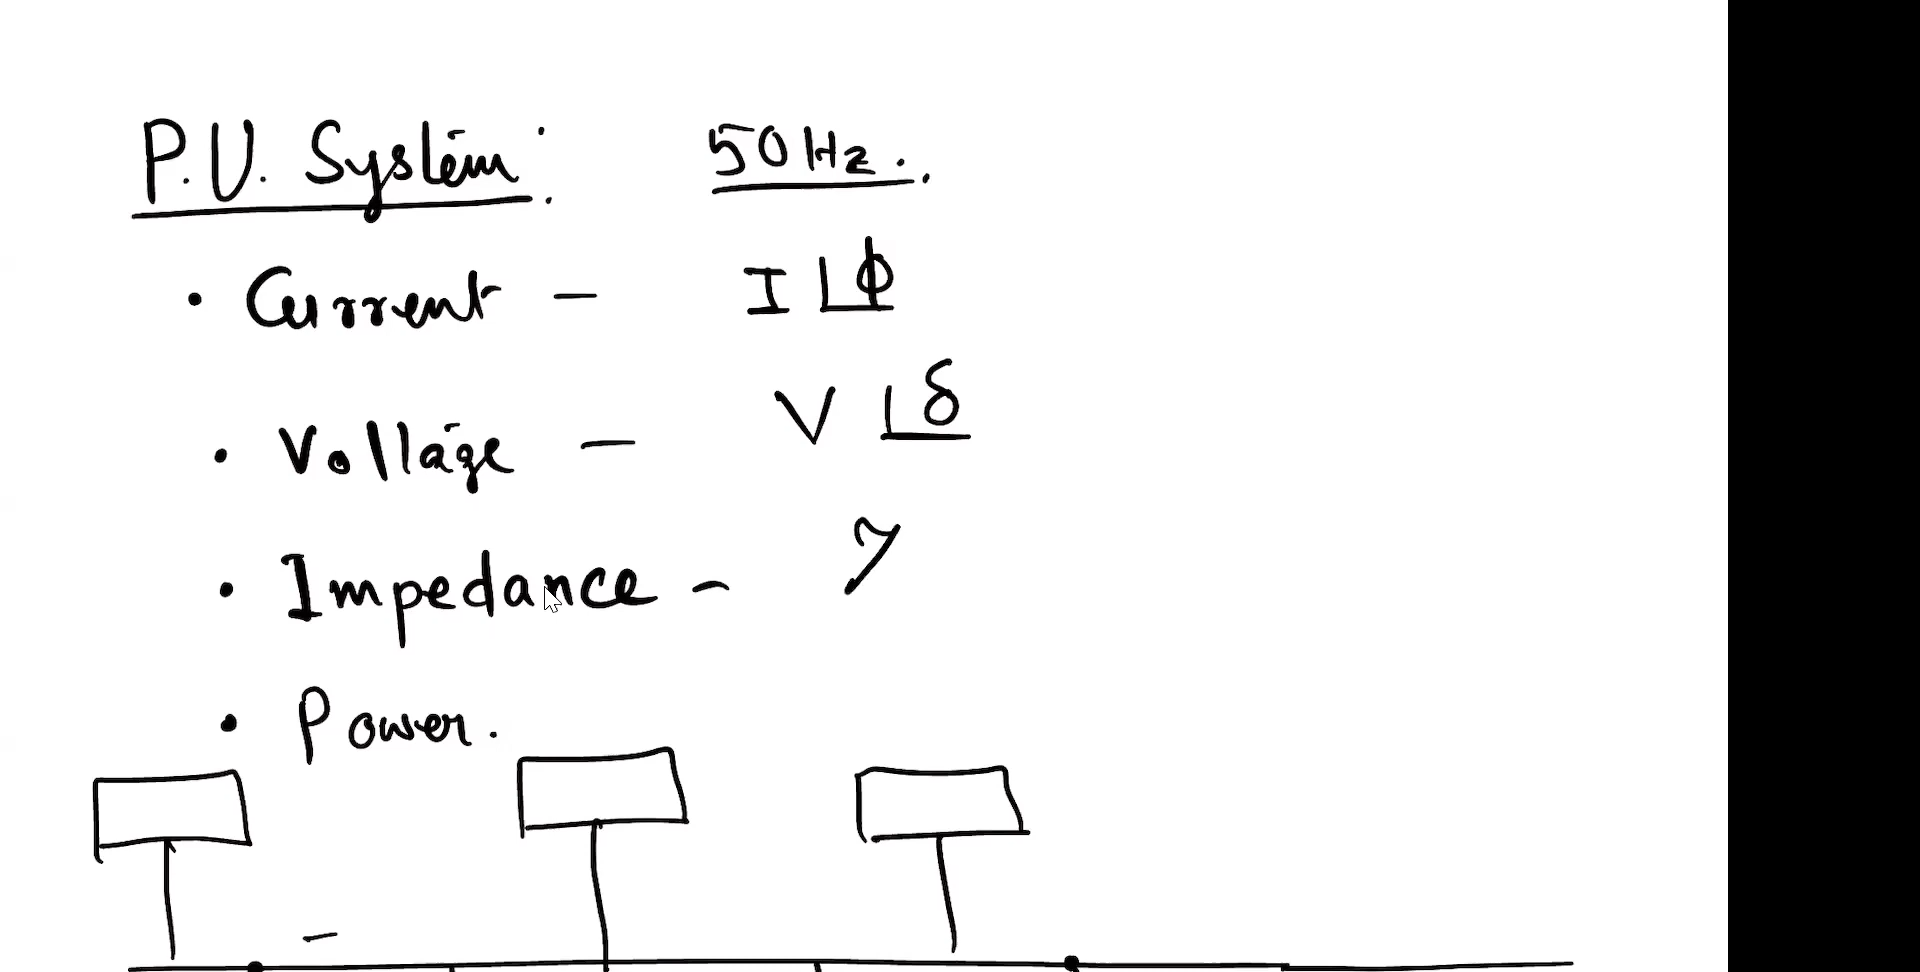 P.U. System: 50 Hz.
• Current - I ∠ϕ
• Voltage - V ∠δ
• Impedance -
• Power.